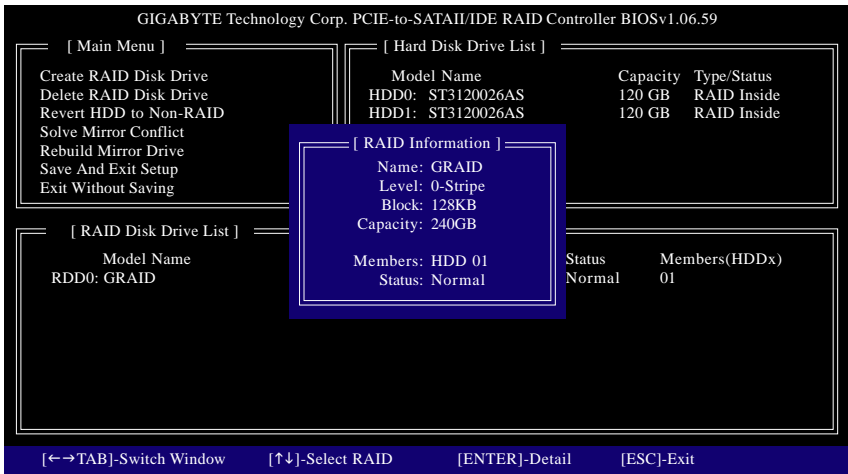 GIGABYTE Technology Corp. PCIE-to-SATAII/IDE RAID Controller BIOSv1.06.59
[ Main Menu ]
Create RAID Disk Drive
Delete RAID Disk Drive
Revert HDD to Non-RAID
Solve Mirror Conflict
Rebuild Mirror Drive
Save And Exit Setup
Exit Without Saving
[ Hard Disk Drive List ]
Model Name Capacity Type/Status
HDD0: ST3120026AS 120 GB RAID Inside
HDD1: ST3120026AS 120 GB RAID Inside
[ RAID Information ]
Name: GRAID
Level: 0-Stripe
Block: 128KB
Capacity: 240GB
Members: HDD 01
Status: Normal
[ RAID Disk Drive List ]
Model Name Status Members(HDDx)
RDD0: GRAID Normal 01
[←→TAB]-Switch Window [↑↓]-Select RAID [ENTER]-Detail [ESC]-Exit